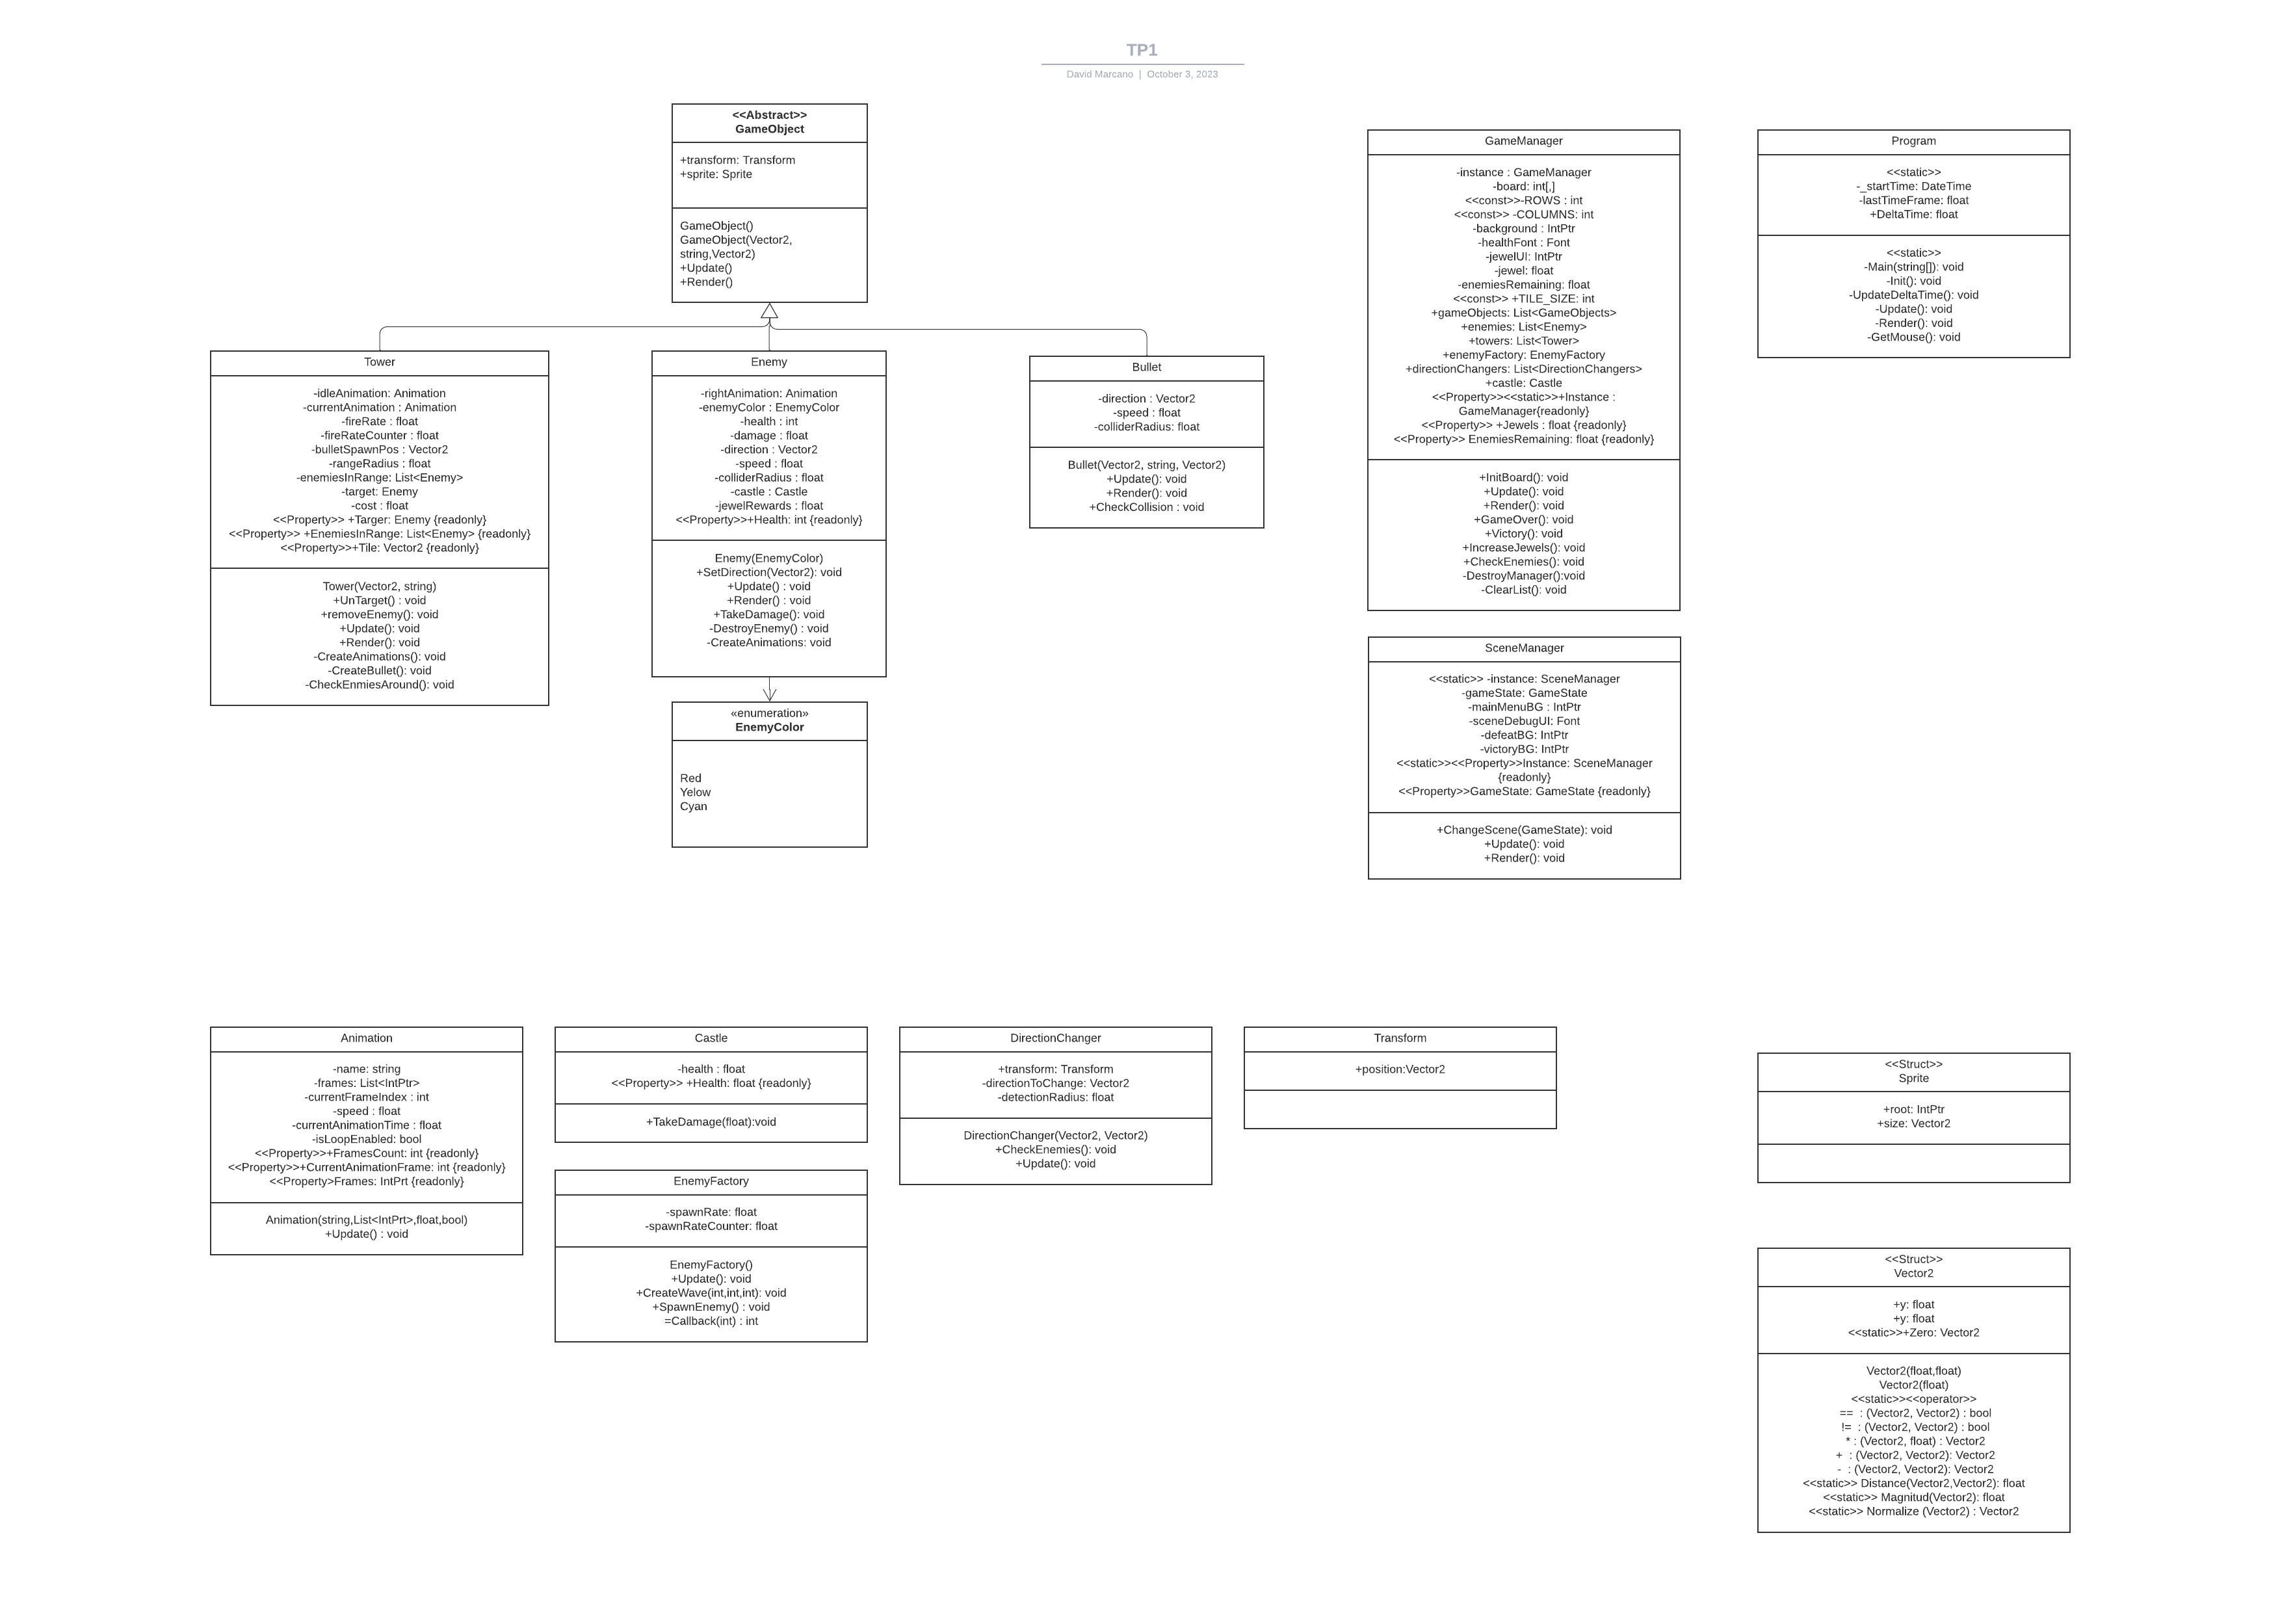 TP1
David Marcano | October 3, 2023
<<Abstract>>
GameObject
+transform: Transform
+sprite: Sprite
GameObject()
GameObject(Vector2,
string,Vector2)
+Update()
+Render()
Tower
-idleAnimation: Animation
-currentAnimation : Animation
-fireRate : float
-fireRateCounter : float
-bulletSpawnPos : Vector2
-rangeRadius : float
-enemiesInRange: List<Enemy>
-target: Enemy
-cost : float
<<Property>> +Targer: Enemy {readonly}
<<Property>> +EnemiesInRange: List<Enemy> {readonly}
<<Property>>+Tile: Vector2 {readonly}
Tower(Vector2, string)
+UnTarget() : void
+removeEnemy(): void
+Update(): void
+Render(): void
-CreateAnimations(): void
-CreateBullet(): void
-CheckEnmiesAround(): void
Enemy
-rightAnimation: Animation
-enemyColor : EnemyColor
-health : int
-damage : float
-direction : Vector2
-speed : float
-colliderRadius : float
-castle : Castle
-jewelRewards : float
<<Property>>+Health: int {readonly}
Enemy(EnemyColor)
+SetDirection(Vector2): void
+Update() : void
+Render() : void
+TakeDamage(): void
-DestroyEnemy() : void
-CreateAnimations: void
«enumeration»
EnemyColor
Red
Yelow
Cyan
Bullet
-direction : Vector2
-speed : float
-colliderRadius: float
Bullet(Vector2, string, Vector2)
+Update(): void
+Render(): void
+CheckCollision : void
GameManager
-instance : GameManager
-board: int[,]
<<const>>-ROWS : int
<<const>> -COLUMNS: int
-background : IntPtr
-healthFont : Font
-jewelUI: IntPtr
-jewel: float
-enemiesRemaining: float
<<const>> +TILE_SIZE: int
+gameObjects: List<GameObjects>
+enemies: List<Enemy>
+towers: List<Tower>
+enemyFactory: EnemyFactory
+directionChangers: List<DirectionChangers>
+castle: Castle
<<Property>><<static>>+Instance :
GameManager{readonly}
<<Property>> +Jewels : float {readonly}
<<Property>> EnemiesRemaining: float {readonly}
+InitBoard(): void
+Update(): void
+Render(): void
+GameOver(): void
+Victory(): void
+IncreaseJewels(): void
+CheckEnemies(): void
-DestroyManager():void
-ClearList(): void
Program
<<static>>
-_startTime: DateTime
-lastTimeFrame: float
+DeltaTime: float
<<static>>
-Main(string[]): void
-Init(): void
-UpdateDeltaTime(): void
-Update(): void
-Render(): void
-GetMouse(): void
SceneManager
<<static>> -instance: SceneManager
-gameState: GameState
-mainMenuBG : IntPtr
-sceneDebugUI: Font
-defeatBG: IntPtr
-victoryBG: IntPtr
<<static>><<Property>>Instance: SceneManager
{readonly}
<<Property>>GameState: GameState {readonly}
+ChangeScene(GameState): void
+Update(): void
+Render(): void
Animation
-name: string
-frames: List<IntPtr>
-currentFrameIndex : int
-speed : float
-currentAnimationTime : float
-isLoopEnabled: bool
<<Property>>+FramesCount: int {readonly}
<<Property>>+CurrentAnimationFrame: int {readonly}
<<Property>Frames: IntPrt {readonly}
Animation(string,List<IntPrt>,float,bool)
+Update() : void
Castle
-health : float
<<Property>> +Health: float {readonly}
+TakeDamage(float):void
EnemyFactory
-spawnRate: float
-spawnRateCounter: float
EnemyFactory()
+Update(): void
+CreateWave(int,int,int): void
+SpawnEnemy() : void
=Callback(int) : int
DirectionChanger
+transform: Transform
-directionToChange: Vector2
-detectionRadius: float
DirectionChanger(Vector2, Vector2)
+CheckEnemies(): void
+Update(): void
Transform
+position:Vector2
<<Struct>>
Sprite
+root: IntPtr
+size: Vector2
<<Struct>>
Vector2
+y: float
+y: float
<<static>>+Zero: Vector2
Vector2(float,float)
Vector2(float)
<<static>><<operator>>
== : (Vector2, Vector2) : bool
!= : (Vector2, Vector2) : bool
* : (Vector2, float) : Vector2
+ : (Vector2, Vector2): Vector2
- : (Vector2, Vector2): Vector2
<<static>> Distance(Vector2,Vector2): float
<<static>> Magnitud(Vector2): float
<<static>> Normalize (Vector2) : Vector2